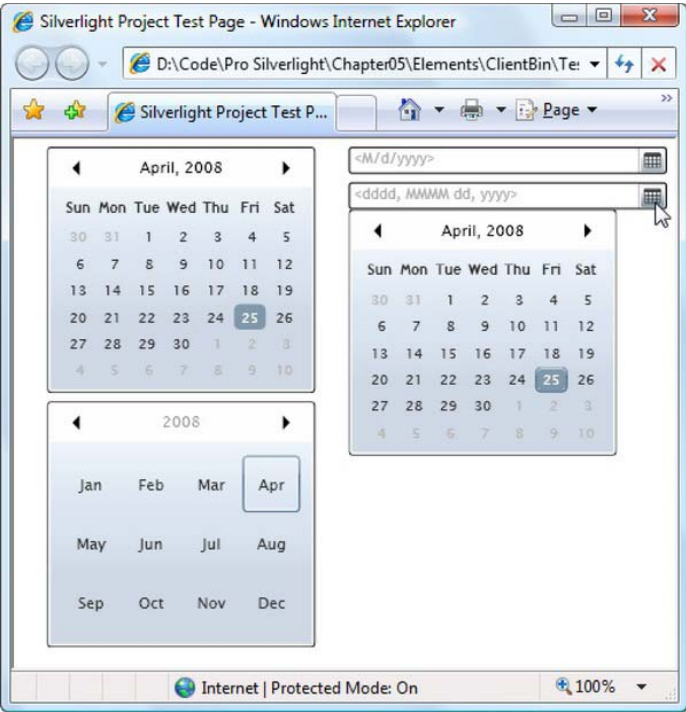 Silverlight Project Test Page - Windows Internet Explorer
D:\Code\Pro Silverlight\Chapter05\Elements\ClientBin\Te:
Silverlight Project Test P...
Page
»
April, 2008
Sun Mon Tue Wed Thu Fri Sat
30 31 1 2 3 4 5
6 7 8 9 10 11 12
13 14 15 16 17 18 19
20 21 22 23 24 25 26
27 28 29 30 1 2 3
4 5 6 7 8 9 10
2008
Jan Feb Mar Apr
May Jun Jul Aug
Sep Oct Nov Dec
<M/d/yyyy>
<dddd, MMMM dd, yyyy>
April, 2008
Sun Mon Tue Wed Thu Fri Sat
30 31 1 2 3 4 5
6 7 8 9 10 11 12
13 14 15 16 17 18 19
20 21 22 23 24 25 26
27 28 29 30 1 2 3
4 5 6 7 8 9 10
Internet | Protected Mode: On
100%